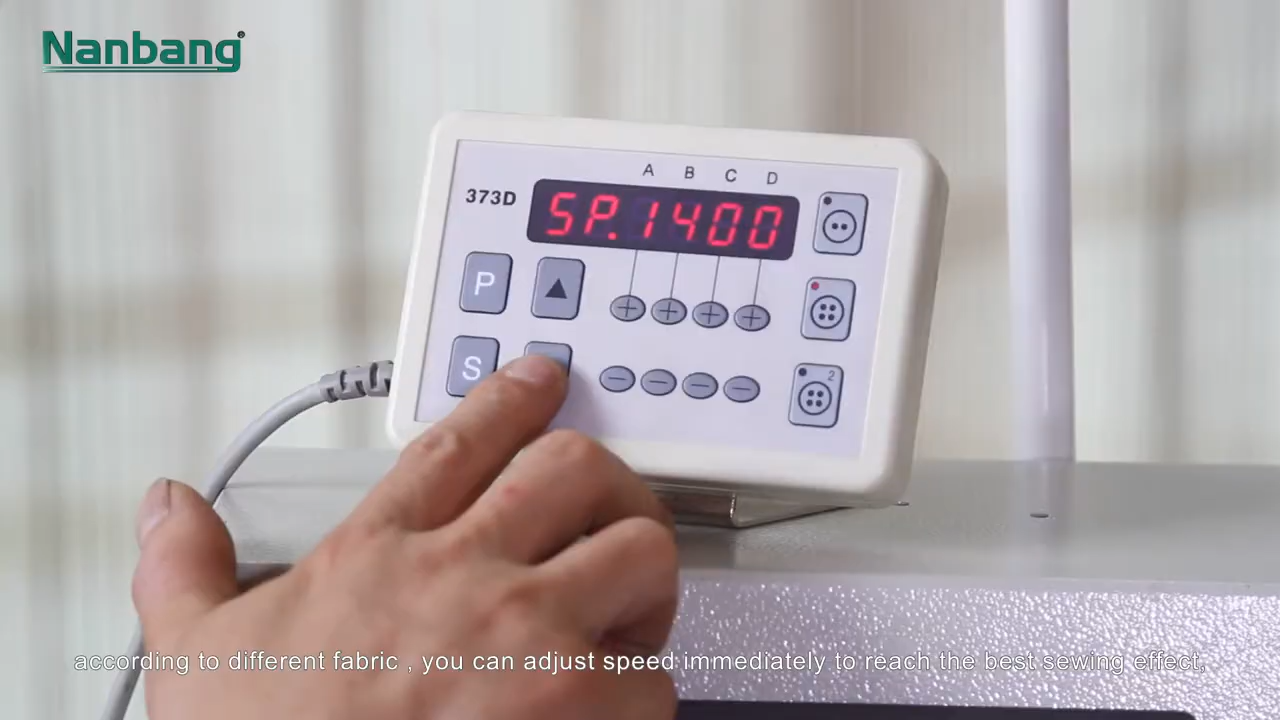 Nanbang®
A B C D
373D
SP.1400
P
S
2
according to different fabric , you can adjust speed immediately to reach the best sewing effect,